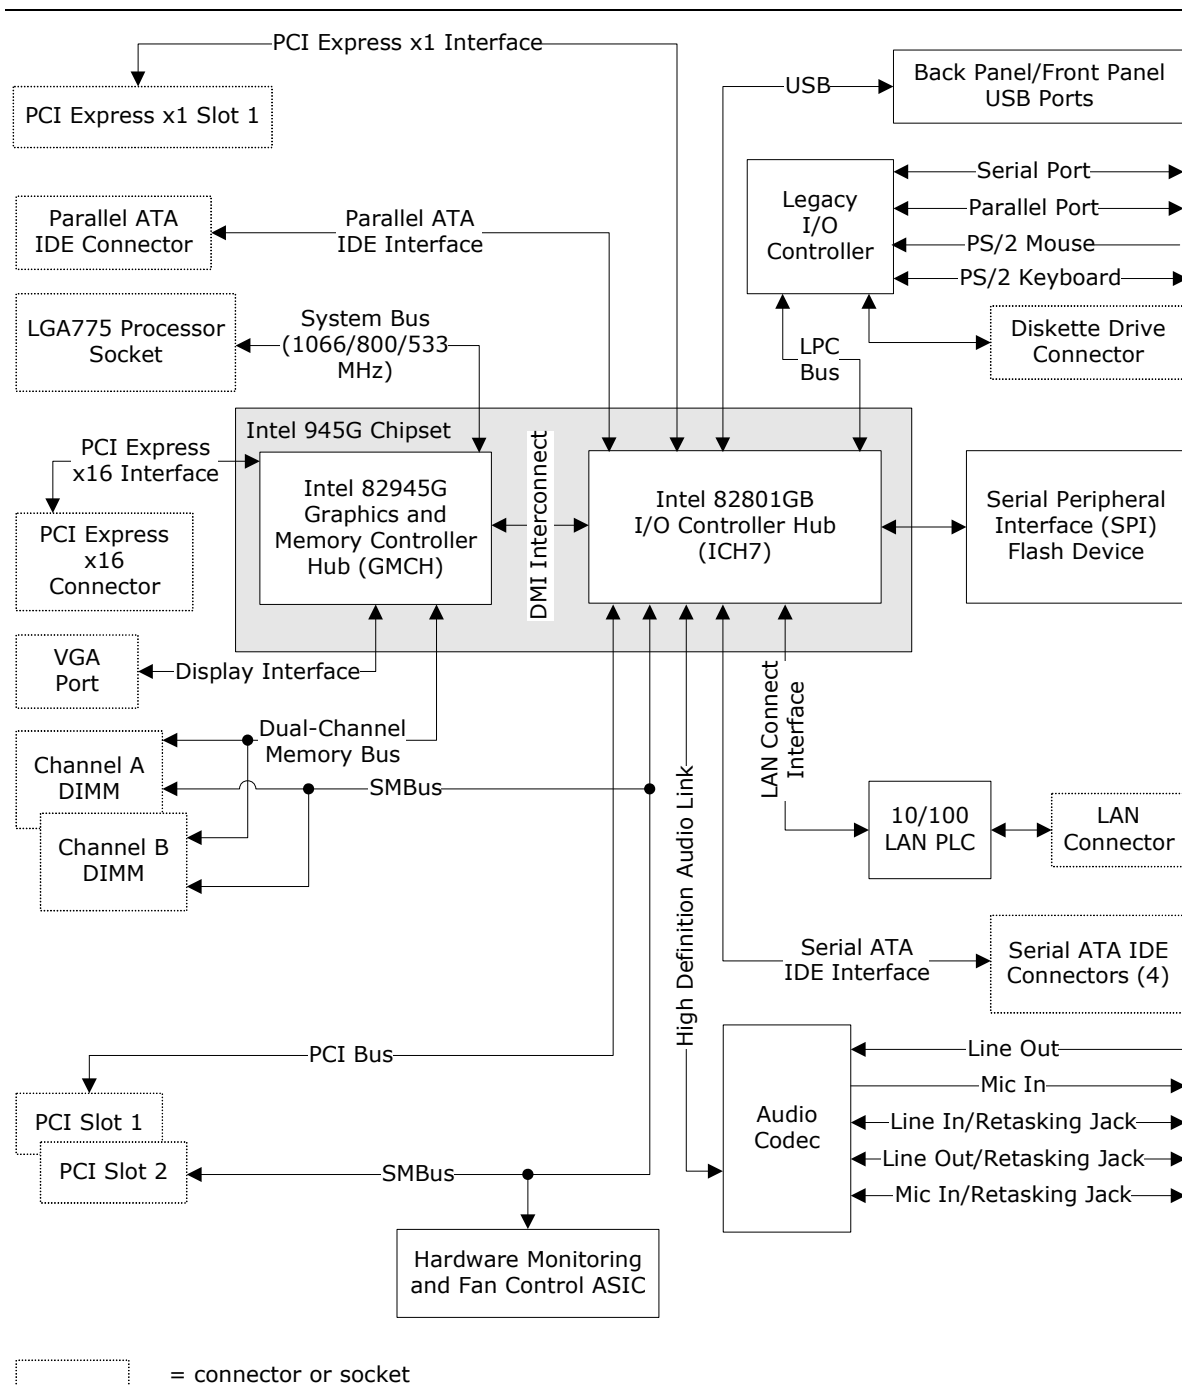 PCI Express x1 Interface
PCI Express x1 Slot 1
USB
Back Panel/Front Panel
USB Ports
Legacy
I/O
Controller
Serial Port
Parallel Port
PS/2 Mouse
PS/2 Keyboard
Parallel ATA
IDE Connector
Parallel ATA
IDE Interface
LGA775 Processor
Socket
System Bus
(1066/800/533
MHz)
LPC
Bus
Diskette Drive
Connector
Intel 945G Chipset
PCI Express
x16 Interface
PCI Express
x16
Connector
Intel 82945G
Graphics and
Memory Controller
Hub (GMCH)
DMI Interconnect
Intel 82801GB
I/O Controller Hub
(ICH7)
Serial Peripheral
Interface (SPI)
Flash Device
VGA
Port
Display Interface
Dual-Channel
Memory Bus
Channel A
DIMM
SMBus
Channel B
DIMM
High Definition Audio Link
LAN Connect
Interface
10/100
LAN PLC
LAN
Connector
Serial ATA
IDE Interface
Serial ATA IDE
Connectors (4)
PCI Bus
PCI Slot 1
PCI Slot 2
SMBus
Hardware Monitoring
and Fan Control ASIC
Audio
Codec
Line Out
Mic In
Line In/Retasking Jack
Line Out/Retasking Jack
Mic In/Retasking Jack
= connector or socket